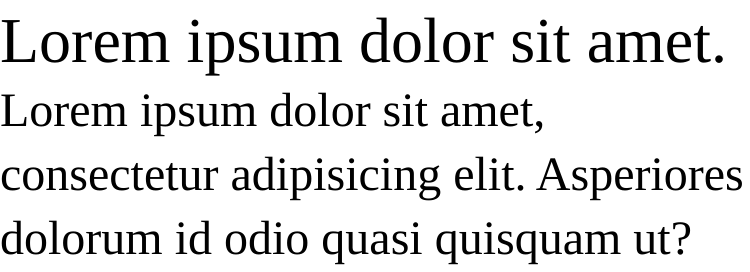 Lorem ipsum dolor sit amet.
Lorem ipsum dolor sit amet,
consectetur adipisicing elit. Asperiores
dolorum id odio quasi quisquam ut?